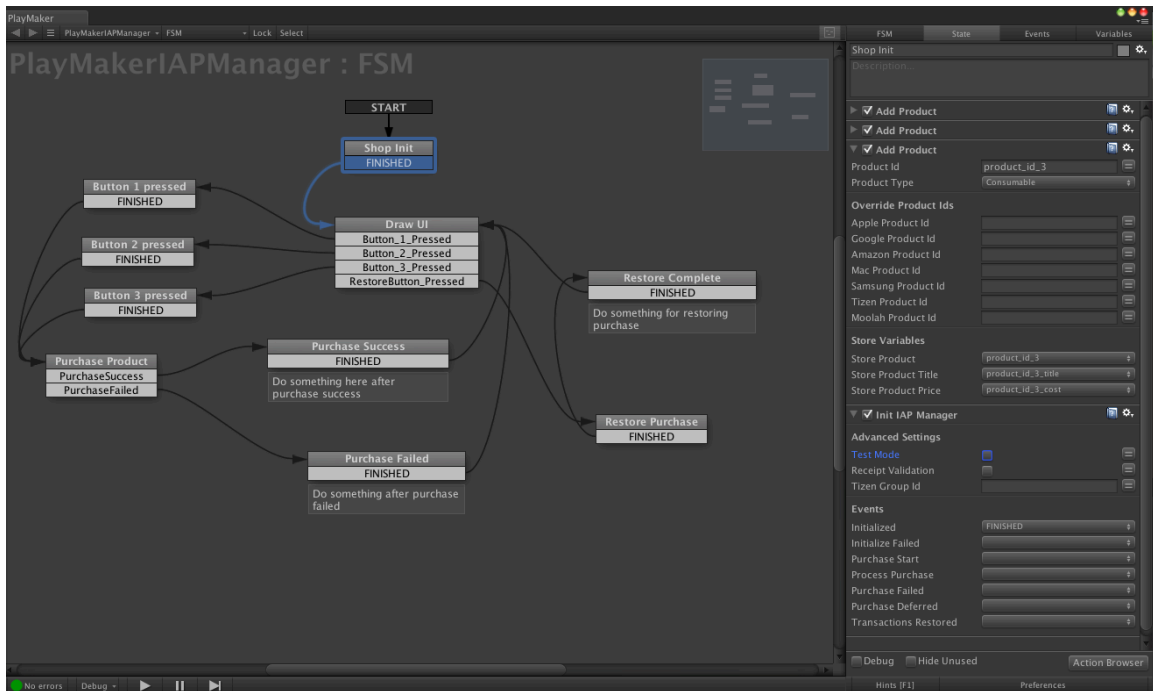 PlayMaker
PlayMakerIAPManager FSM Lock Select
PlayMakerIAPManager : FSM
START
Shop Init
FINISHED
Button 1 pressed
FINISHED
Draw UI
Button_1_Pressed
Button_2_Pressed
Button_3_Pressed
RestoreButton_Pressed
Button 2 pressed
FINISHED
Button 3 pressed
FINISHED
Restore Complete
FINISHED
Do something for restoring
purchase
Purchase Product
PurchaseSuccess
PurchaseFailed
Purchase Success
FINISHED
Do something here after
purchase success
Restore Purchase
FINISHED
Purchase Failed
FINISHED
Do something after purchase
failed
No errors Debug
FSM State Events Variables
Shop Init
Description...
Add Product
Add Product
Add Product
Product Id product_id_3
Product Type Consumable
Override Product Ids
Apple Product Id
Google Product Id
Amazon Product Id
Mac Product Id
Samsung Product Id
Tizen Product Id
Moolah Product Id
Store Variables
Store Product product_id_3
Store Product Title product_id_3_title
Store Product Price product_id_3_cost
Init IAP Manager
Advanced Settings
Test Mode
Receipt Validation
Tizen Group Id
Events
Initialized FINISHED
Initialize Failed
Purchase Start
Process Purchase
Purchase Failed
Purchase Deferred
Transactions Restored
Debug Hide Unused Action Browser
Hints [F1] Preferences